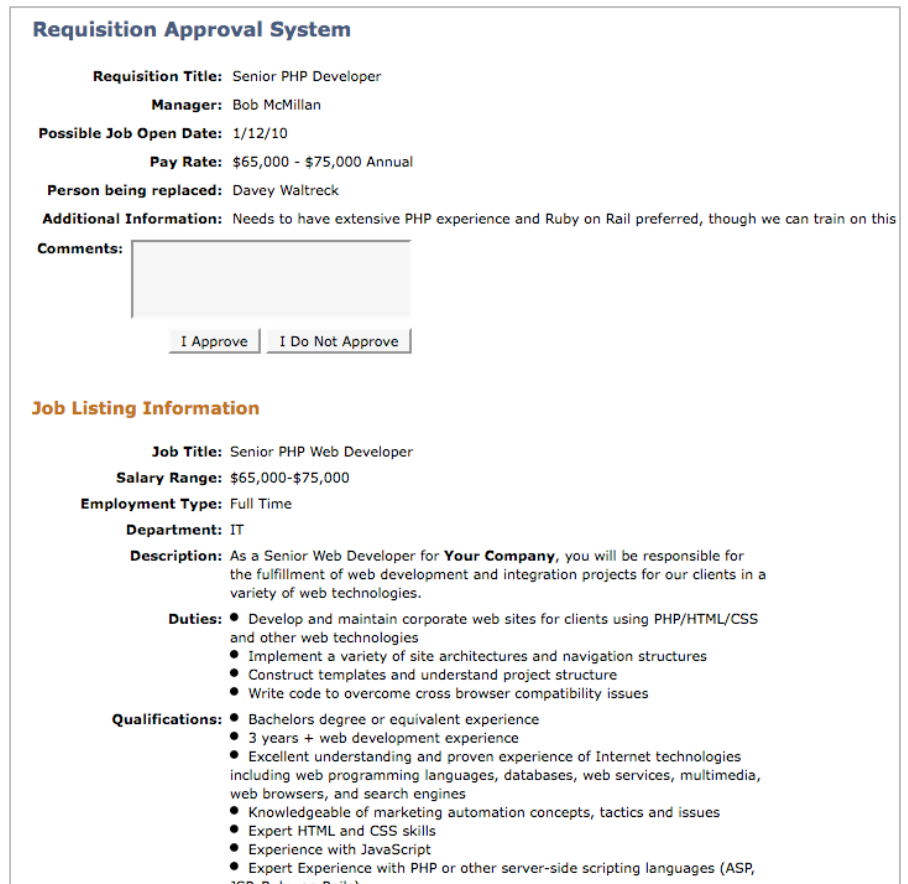 Requisition Approval System
Requisition Title: Senior PHP Developer
Manager: Bob McMillan
Possible Job Open Date: 1/12/10
Pay Rate: $65,000 - $75,000 Annual
Person being replaced: Davey Waltreck
Additional Information: Needs to have extensive PHP experience and Ruby on Rail preferred, though we can train on this
Comments:
I Approve I Do Not Approve
Job Listing Information
Job Title: Senior PHP Web Developer
Salary Range: $65,000-$75,000
Employment Type: Full Time
Department: IT
Description: As a Senior Web Developer for Your Company, you will be responsible for
the fulfillment of web development and integration projects for our clients in a
variety of web technologies.
Duties: • Develop and maintain corporate web sites for clients using PHP/HTML/CSS
and other web technologies
• Implement a variety of site architectures and navigation structures
• Construct templates and understand project structure
• Write code to overcome cross browser compatibility issues
Qualifications: • Bachelors degree or equivalent experience
• 3 years + web development experience
• Excellent understanding and proven experience of Internet technologies
including web programming languages, databases, web services, multimedia,
web browsers, and search engines
• Knowledgeable of marketing automation concepts, tactics and issues
• Expert HTML and CSS skills
• Experience with JavaScript
• Expert Experience with PHP or other server-side scripting languages (ASP,
JSP, Ruby on Rails)